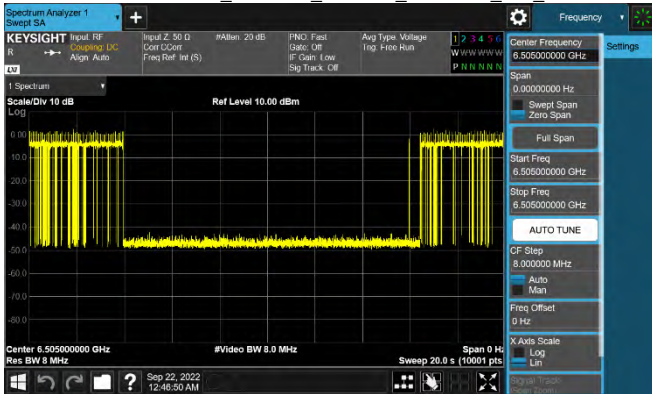 Spectrum Analyzer 1
Swept SA
Frequency
KEYSIGHT
R
LXI
Input: RF
Coupling: DC
Align: Auto
Input Z: 50 Ω
Corr CCorr
Freq Ref: Int (S)
#Atten: 20 dB
PNO: Fast
Gate: Off
IF Gain: Low
Sig Track: Off
Avg Type: Voltage
Trig: Free Run
1 2 3 4 5 6
W W W W W W
P N N N N N
Center Frequency
6.505000000 GHz
Settings
Span
0.00000000 Hz
Swept Span
Zero Span
Full Span
Start Freq
6.505000000 GHz
Stop Freq
6.505000000 GHz
AUTO TUNE
CF Step
8.000000 MHz
Auto
Man
Freq Offset
0 Hz
X Axis Scale
Log
Lin
Signal Track
(Span Zoom)
1 Spectrum
Scale/Div 10 dB
Ref Level 10.00 dBm
Log
0.00
-10.0
-20.0
-30.0
-40.0
-50.0
-60.0
-70.0
-80.0
Center 6.505000000 GHz
#Video BW 8.0 MHz
Span 0 Hz
Res BW 8 MHz
Sweep 20.0 s (10001 pts
?
Sep 22, 2022
12:46:50 AM